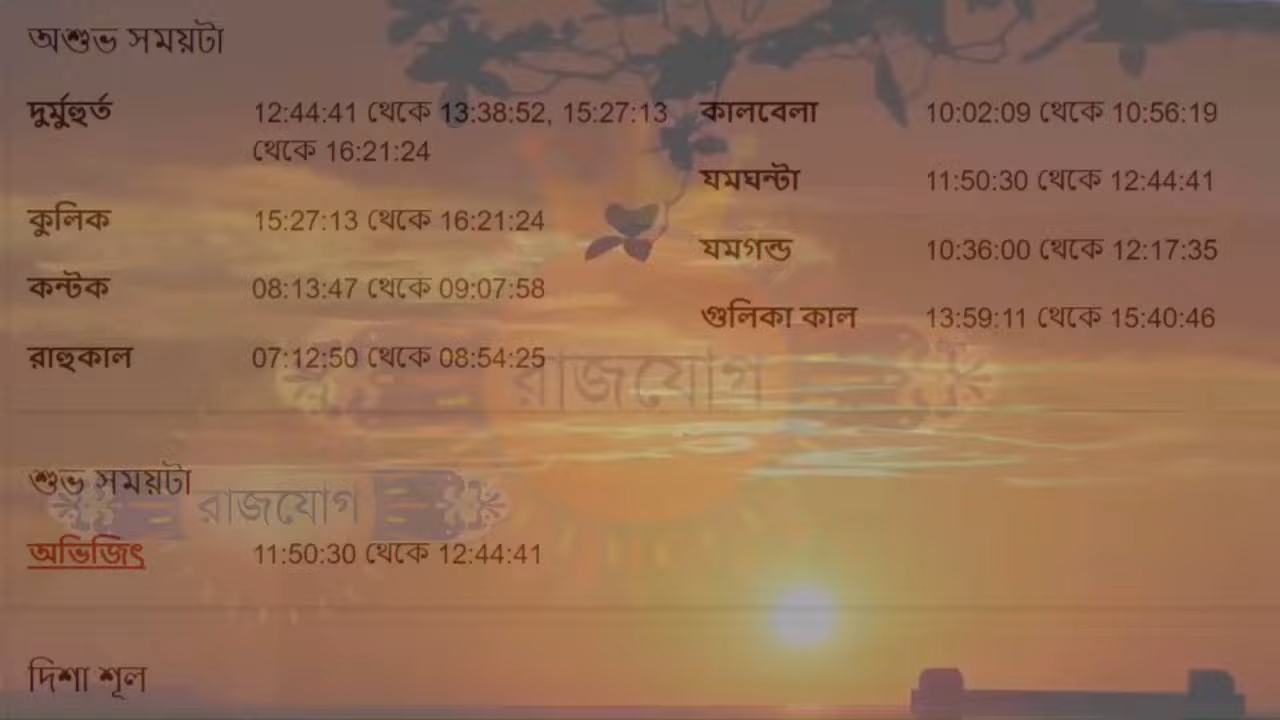 অশুভ সময়টা
দুর্মুহুর্ত 12:44:41 থেকে 13:38:52, 15:27:13
থেকে 16:21:24
কুলিক 15:27:13 থেকে 16:21:24
কন্টক 08:13:47 থেকে 09:07:58
রাহুকাল 07:12:50 থেকে 08:54:25
কালবেলা 10:02:09 থেকে 10:56:19
যমঘন্টা 11:50:30 থেকে 12:44:41
যমগন্ড 10:36:00 থেকে 12:17:35
গুলিকা কাল 13:59:11 থেকে 15:40:46
রাজযোগ
শুভ সময়টা
রাজযোগ
অভিজিৎ 11:50:30 থেকে 12:44:41
দিশা শূল